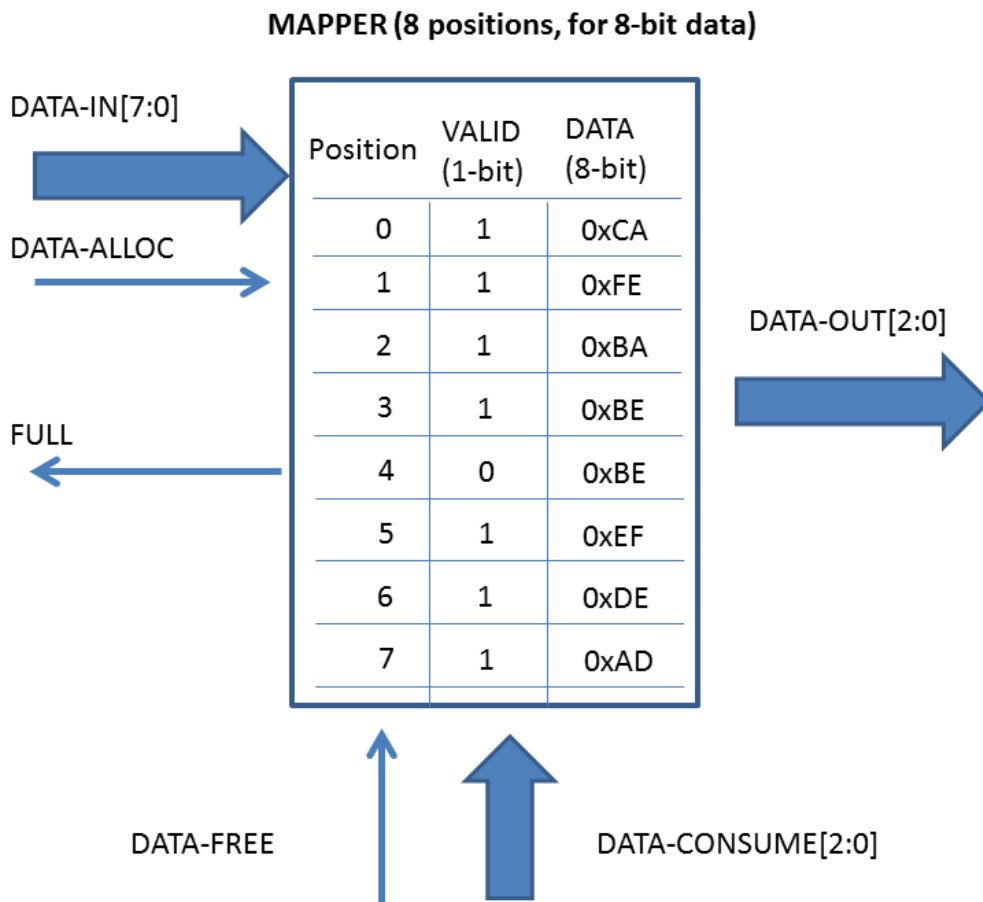 MAPPER (8 positions, for 8-bit data)
DATA-IN[7:0]
DATA-ALLOC
FULL
Position VALID DATA
(1-bit) (8-bit)
0 1 0xCA
1 1 0xFE
2 1 0xBA
3 1 0xBE
4 0 0xBE
5 1 0xEF
6 1 0xDE
7 1 0xAD
DATA-OUT[2:0]
DATA-FREE
DATA-CONSUME[2:0]